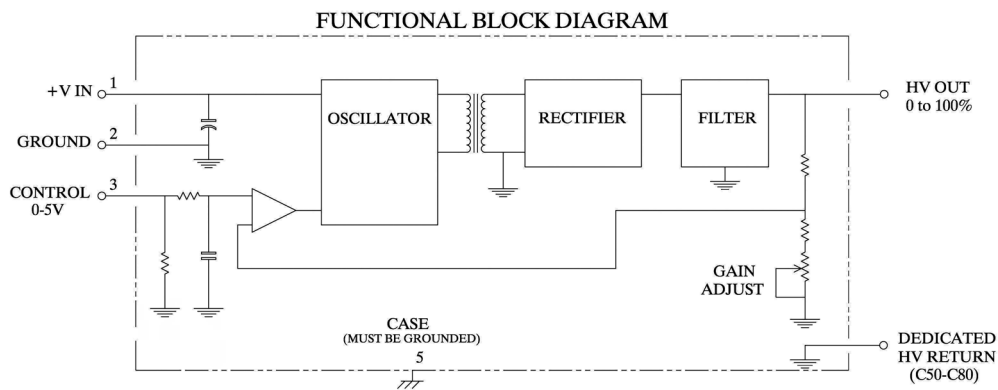 FUNCTIONAL BLOCK DIAGRAM
+V IN 1
GROUND 2
CONTROL 3
0-5V
OSCILLATOR
RECTIFIER
FILTER
HV OUT
0 to 100%
GAIN
ADJUST
CASE
(MUST BE GROUNDED)
5
DEDICATED
HV RETURN
(C50-C80)